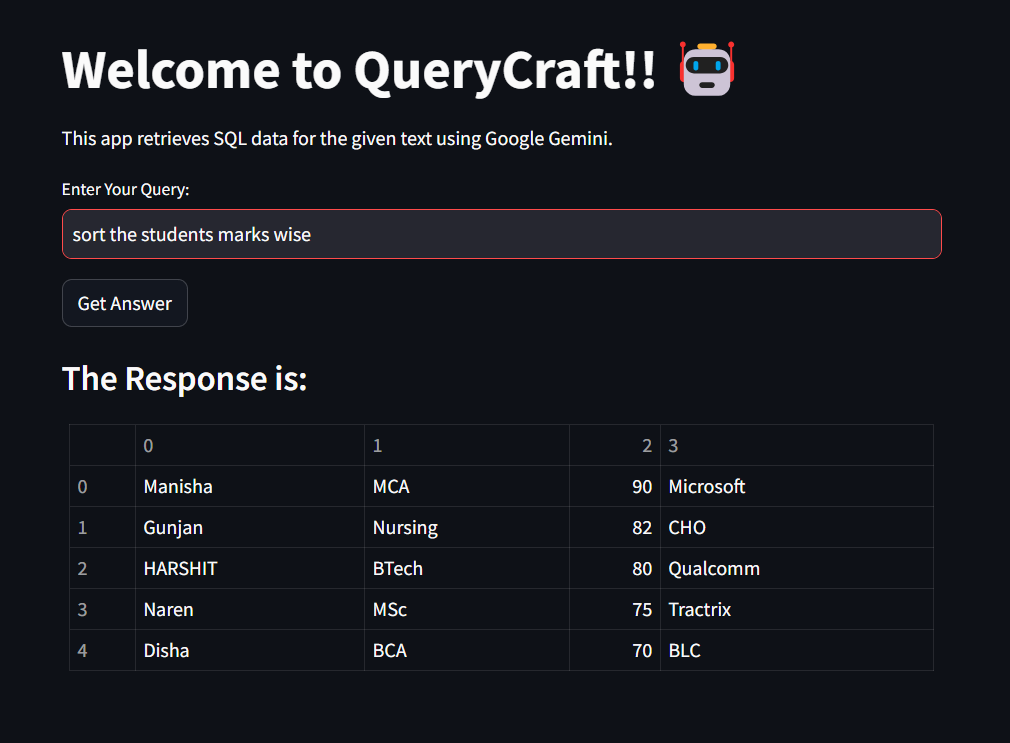 Welcome to QueryCraft!!
This app retrieves SQL data for the given text using Google Gemini.
Enter Your Query:
sort the students marks wise
Get Answer
The Response is:
0 1 2 3
0 Manisha MCA 90 Microsoft
1 Gunjan Nursing 82 CHO
2 HARSHIT BTech 80 Qualcomm
3 Naren MSc 75 Tractrix
4 Disha BCA 70 BLC